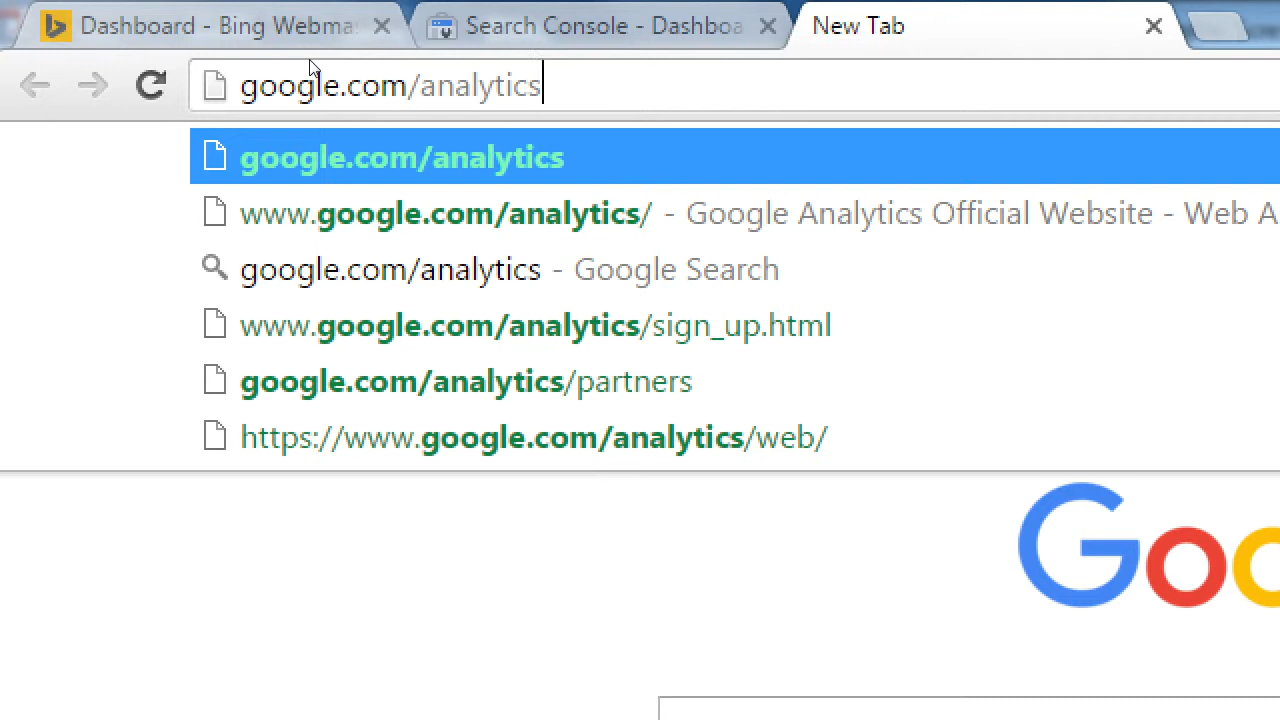 Dashboard - Bing Webma
Search Console - Dashboa
New Tab
google.com/analytics
google.com/analytics
www.google.com/analytics/ - Google Analytics Official Website - Web A
google.com/analytics - Google Search
www.google.com/analytics/sign_up.html
google.com/analytics/partners
https://www.google.com/analytics/web/
Goo